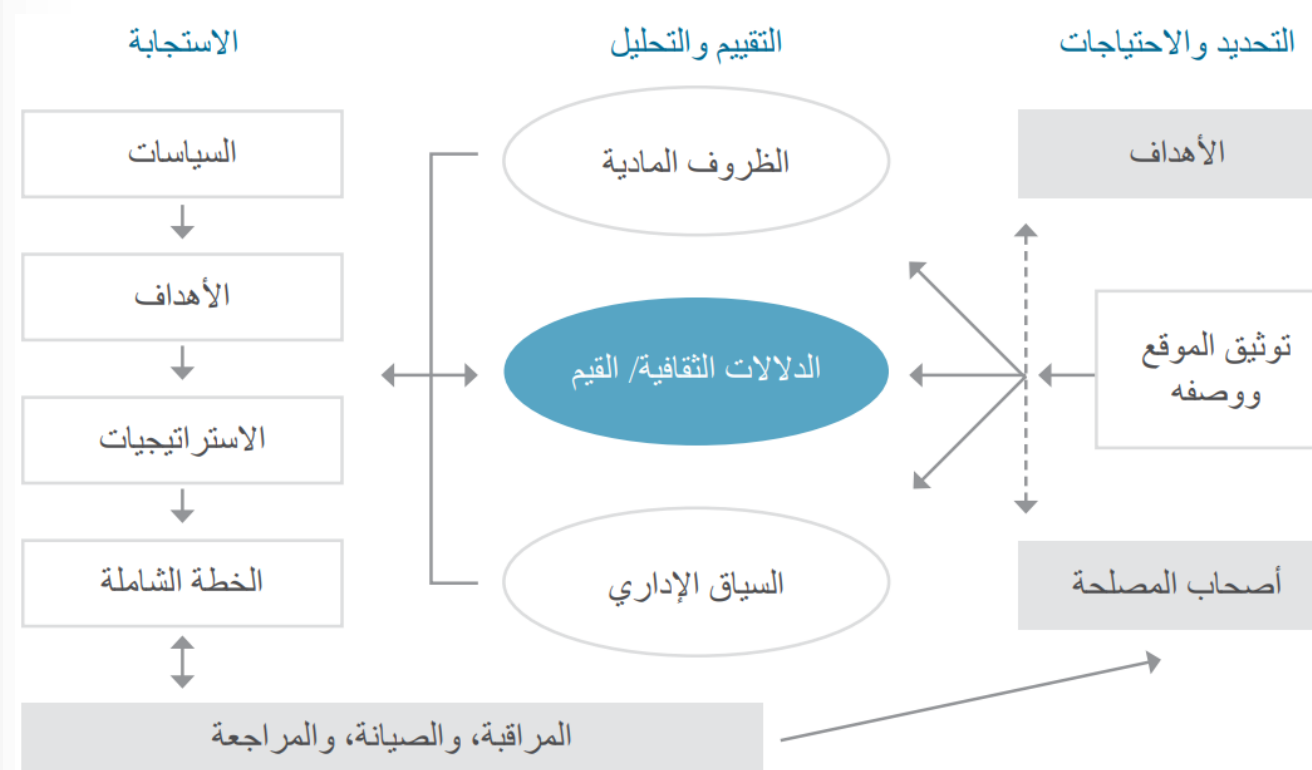 التحديد والاحتياجات
الأهداف
توثيق الموقع
ووصفه
أصحاب المصلحة
التقييم والتحليل
الظروف المادية
الدلالات الثقافية/ القيم
السياق الإداري
الاستجابة
السياسات
الأهداف
الاستراتيجيات
الخطة الشاملة
المراقبة، والصيانة، والمراجعة